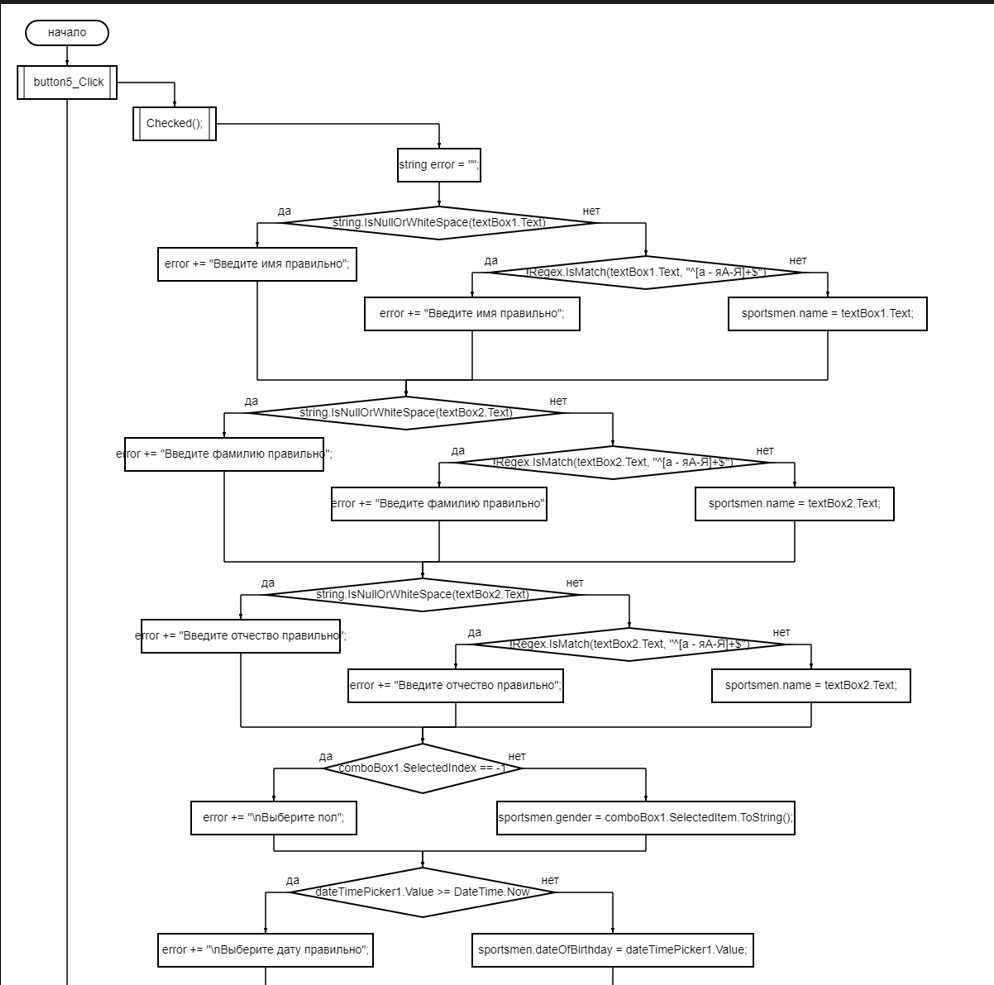 начало
button5_Click
Checked();
string error = "";
да
string.IsNullOrWhiteSpace(textBox1.Text)
нет
error += "Введите имя правильно";
да
!Regex.IsMatch(textBox1.Text, "^[а - яА-Я]+$")
нет
error += "Введите имя правильно";
sportsmen.name = textBox1.Text;
да
string.IsNullOrWhiteSpace(textBox2.Text)
нет
error += "Введите фамилию правильно";
да
!Regex.IsMatch(textBox2.Text, "^[а - яА-Я]+$")
нет
error += "Введите фамилию правильно"
sportsmen.name = textBox2.Text;
да
string.IsNullOrWhiteSpace(textBox2.Text)
нет
error += "Введите отчество правильно";
да
!Regex.IsMatch(textBox2.Text, "^[а - яА-Я]+$")
нет
error += "Введите отчество правильно";
sportsmen.name = textBox2.Text;
да
comboBox1.SelectedIndex == -1
нет
error += "\nВыберите пол";
sportsmen.gender = comboBox1.SelectedItem.ToString();
да
dateTimePicker1.Value >= DateTime.Now
нет
error += "\nВыберите дату правильно";
sportsmen.dateOfBirthday = dateTimePicker1.Value;